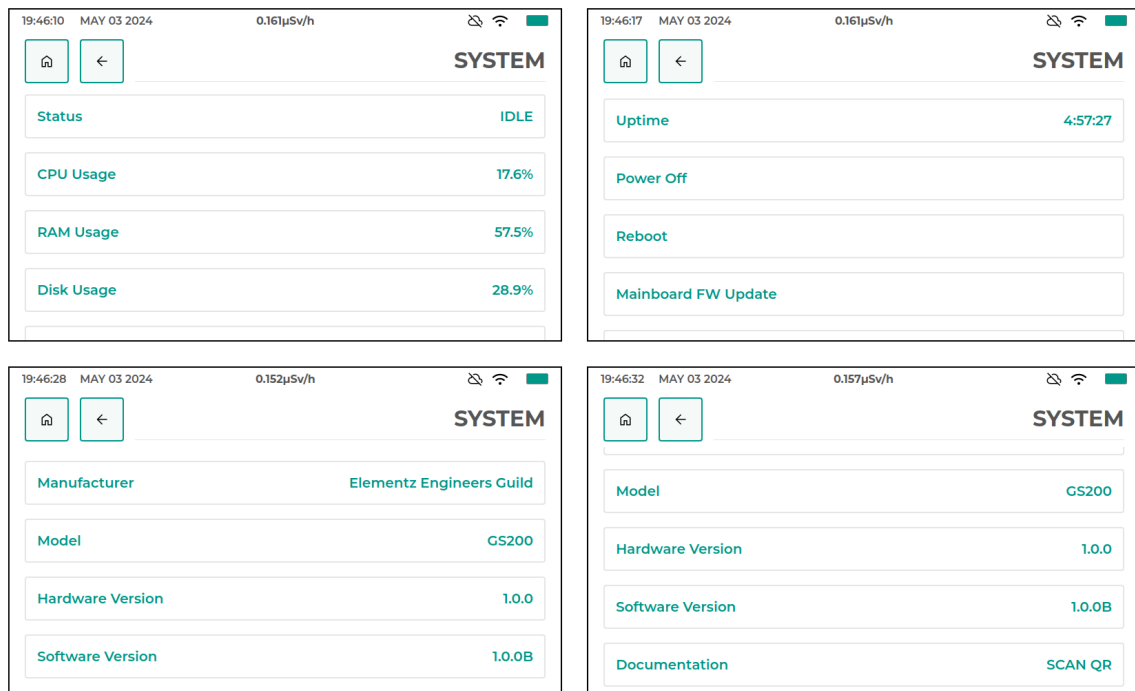 19:46:10 MAY 03 2024 0.161µSv/h
SYSTEM
Status IDLE
CPU Usage 17.6%
RAM Usage 57.5%
Disk Usage 28.9%
19:46:17 MAY 03 2024 0.161µSv/h
SYSTEM
Uptime 4:57:27
Power Off
Reboot
Mainboard FW Update
19:46:28 MAY 03 2024 0.152µSv/h
SYSTEM
Manufacturer Elementz Engineers Guild
Model GS200
Hardware Version 1.0.0
Software Version 1.0.0B
19:46:32 MAY 03 2024 0.157µSv/h
SYSTEM
Model GS200
Hardware Version 1.0.0
Software Version 1.0.0B
Documentation SCAN QR